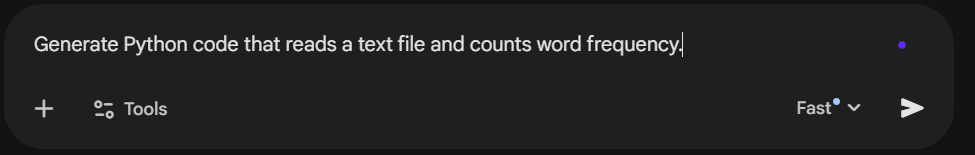 Generate Python code that reads a text file and counts word frequency.
Tools
Fast